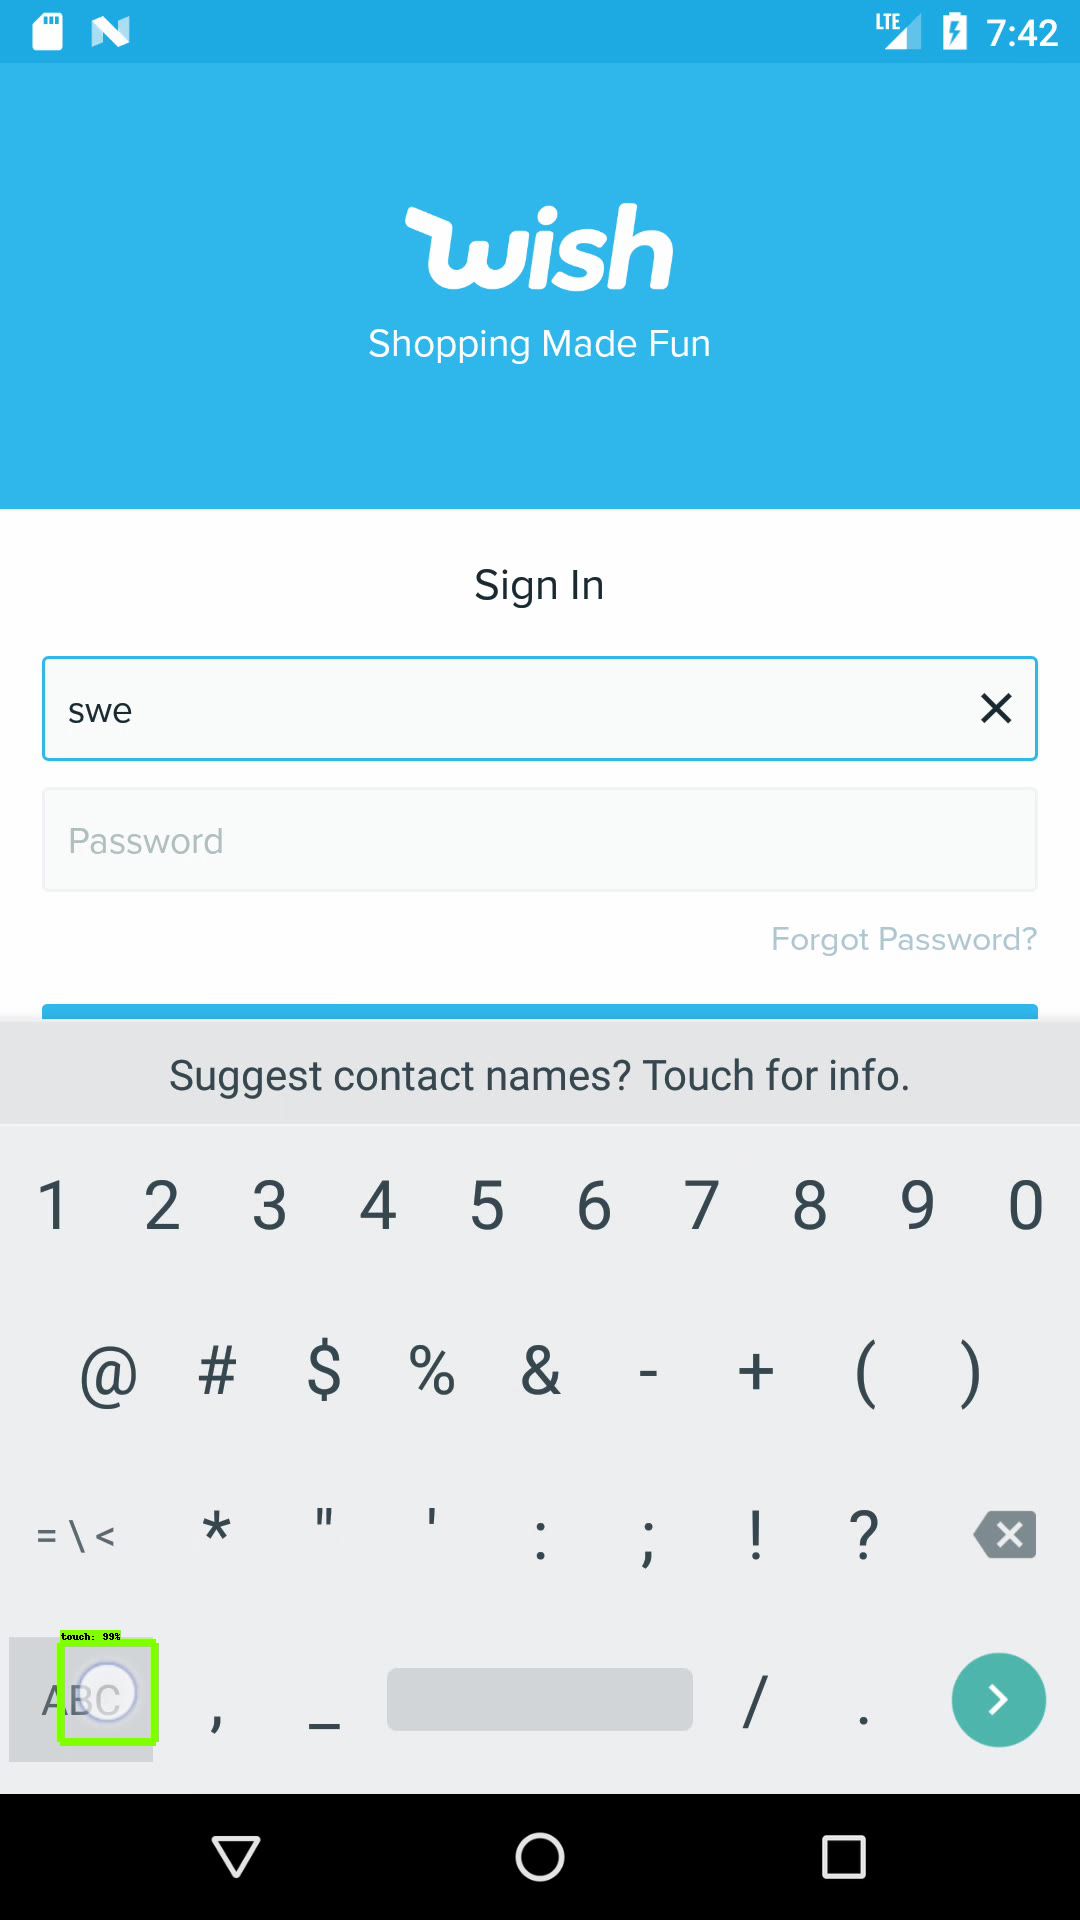 LTE 7:42
wish
Shopping Made Fun
Sign In
swe
Password
Forgot Password?
Suggest contact names? Touch for info.
1 2 3 4 5 6 7 8 9 0
@ # $ % & - + ( )
= \ < * " ' : ; ! ?
touch: 99%
ABC , _ / .